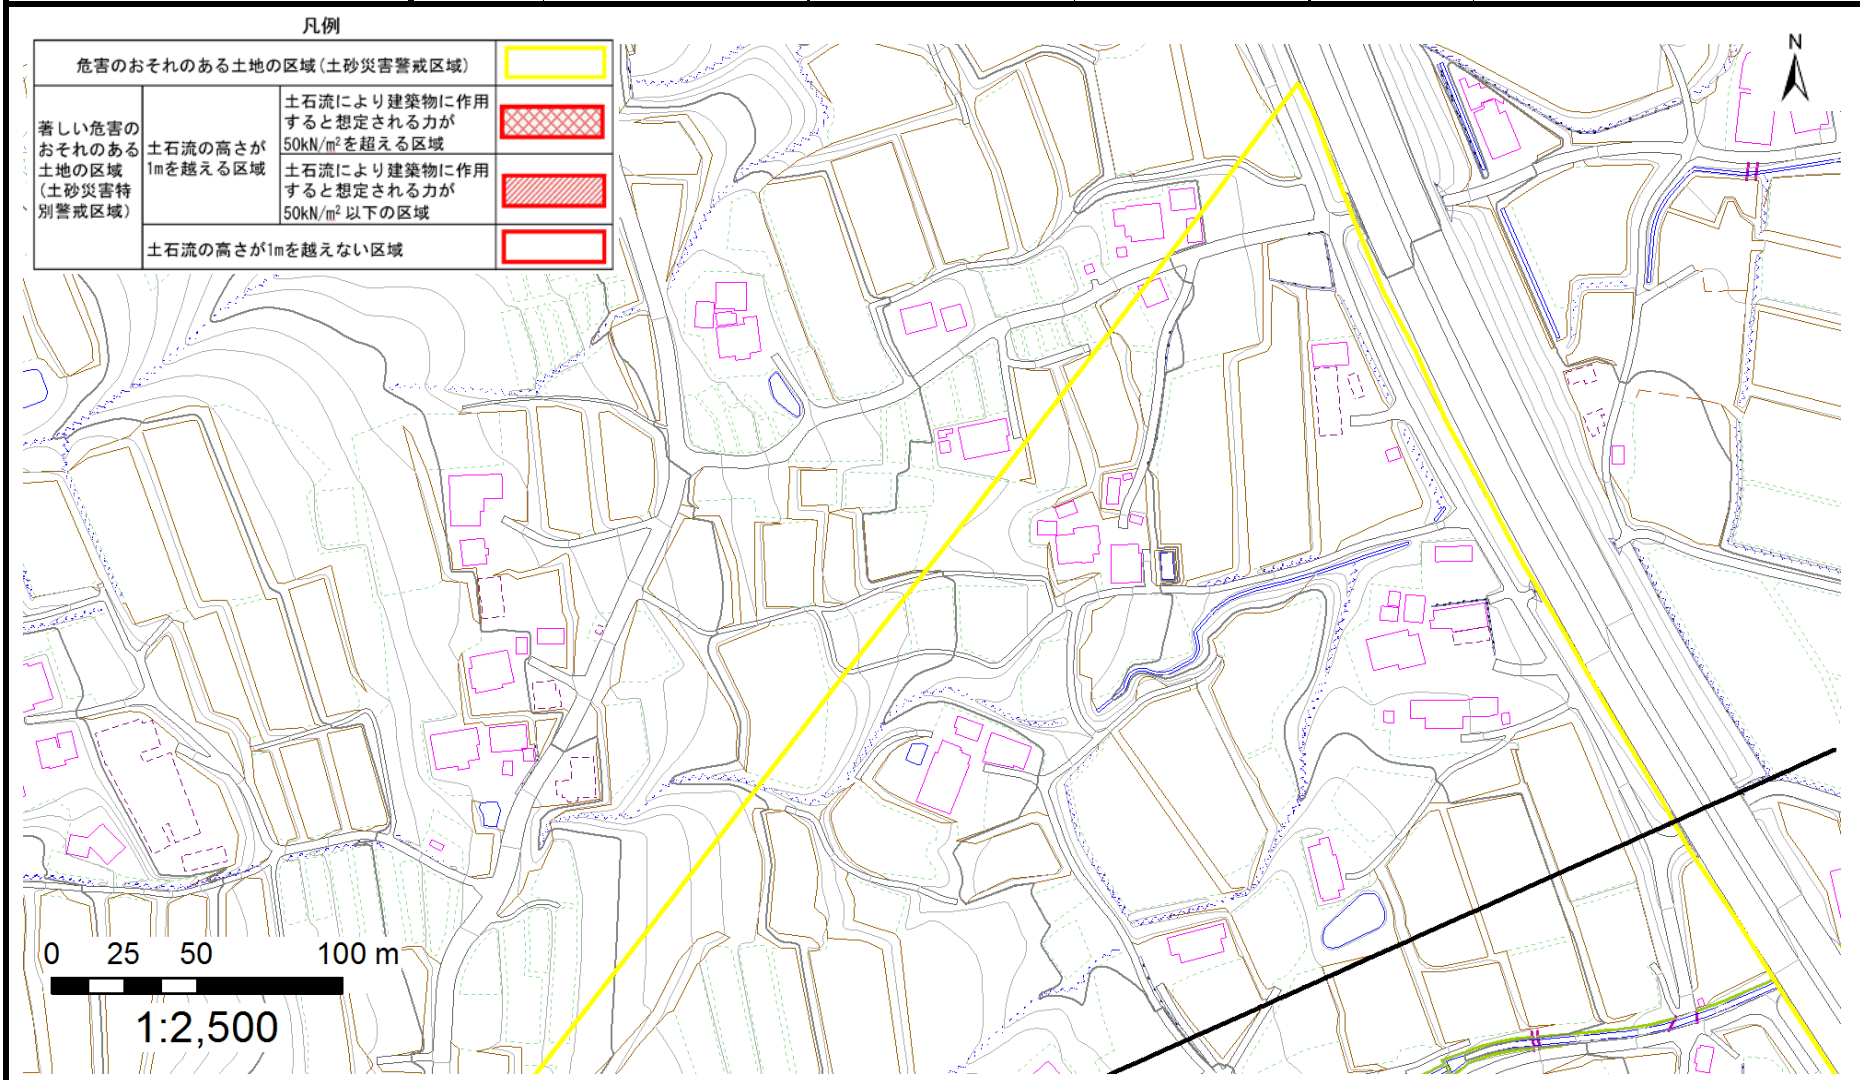 凡例
危害のおそれのある土地の区域(土砂災害警戒区域)
著しい危害の
おそれのある
土地の区域
(土砂災害特
別警戒区域)
土石流の高さが
1mを越える区域
土石流により建築物に作用
すると想定される力が
50kN/m²を超える区域
土石流により建築物に作用
すると想定される力が
50kN/m²以下の区域
土石流の高さが1mを越えない区域
N
0 25 50 100 m
1:2,500